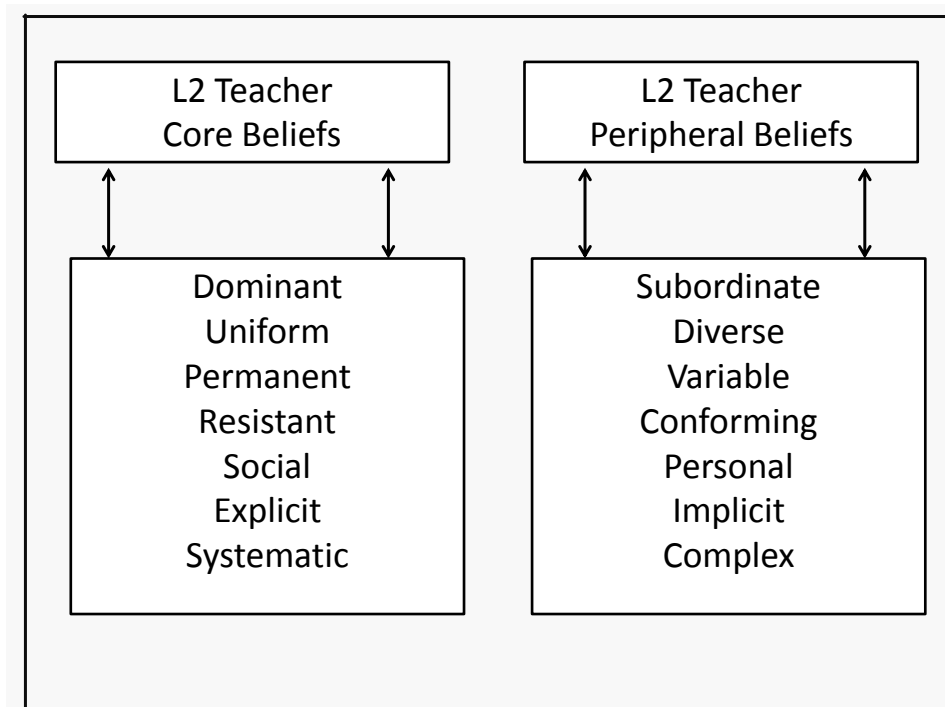 L2 Teacher
Core Beliefs
L2 Teacher
Peripheral Beliefs
Dominant
Uniform
Permanent
Resistant
Social
Explicit
Systematic
Subordinate
Diverse
Variable
Conforming
Personal
Implicit
Complex